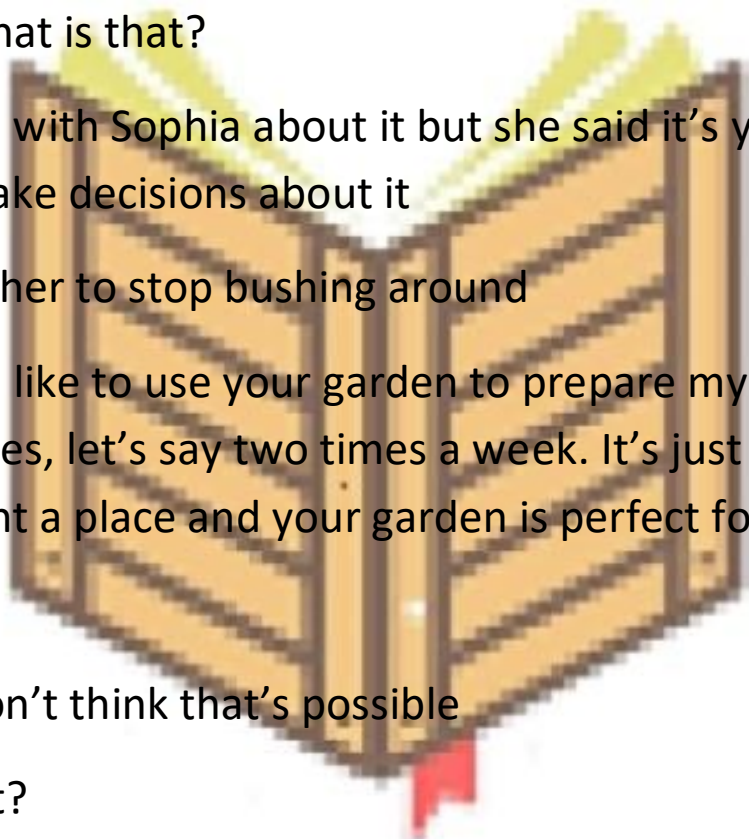 hat is that?
with Sophia about it but she said it's y
ake decisions about it
her to stop bushing around
like to use your garden to prepare my
es, let's say two times a week. It's just
nt a place and your garden is perfect fo
on't think that's possible
t?